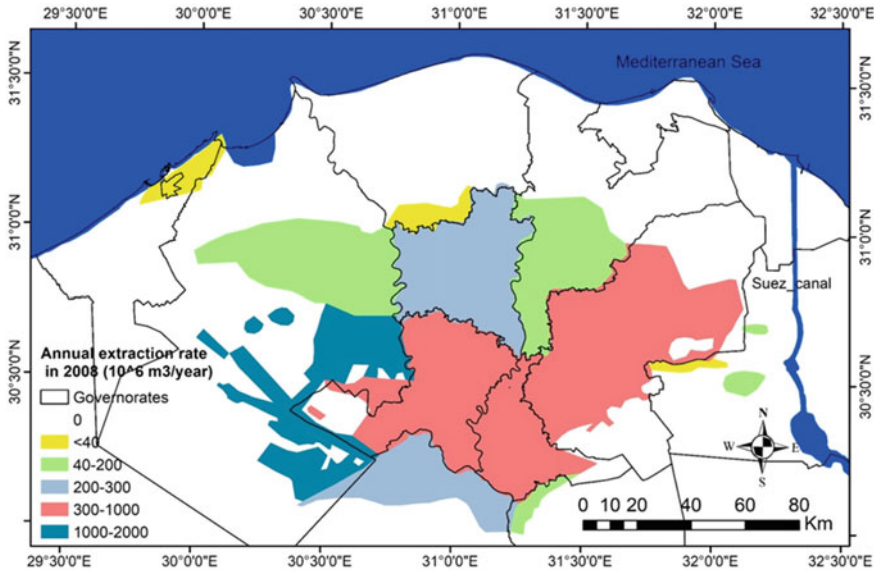 29°30'0"E 30°0'0"E 30°30'0"E 31°0'0"E 31°30'0"E 32°0'0"E 32°30'0"E
31°30'0"N
31°30'0"N
Mediterranean Sea
31°0'0"N
31°0'0"N
Suez_canal
30°30'0"N
30°30'0"N
Annual extraction rate
in 2008 (10^6 m3/year)
Governorates
0
<40
40-200
200-300
300-1000
1000-2000
N
W E
S
0 10 20 40 60 80
Km
29°30'0"E 30°0'0"E 30°30'0"E 31°0'0"E 31°30'0"E 32°0'0"E 32°30'0"E